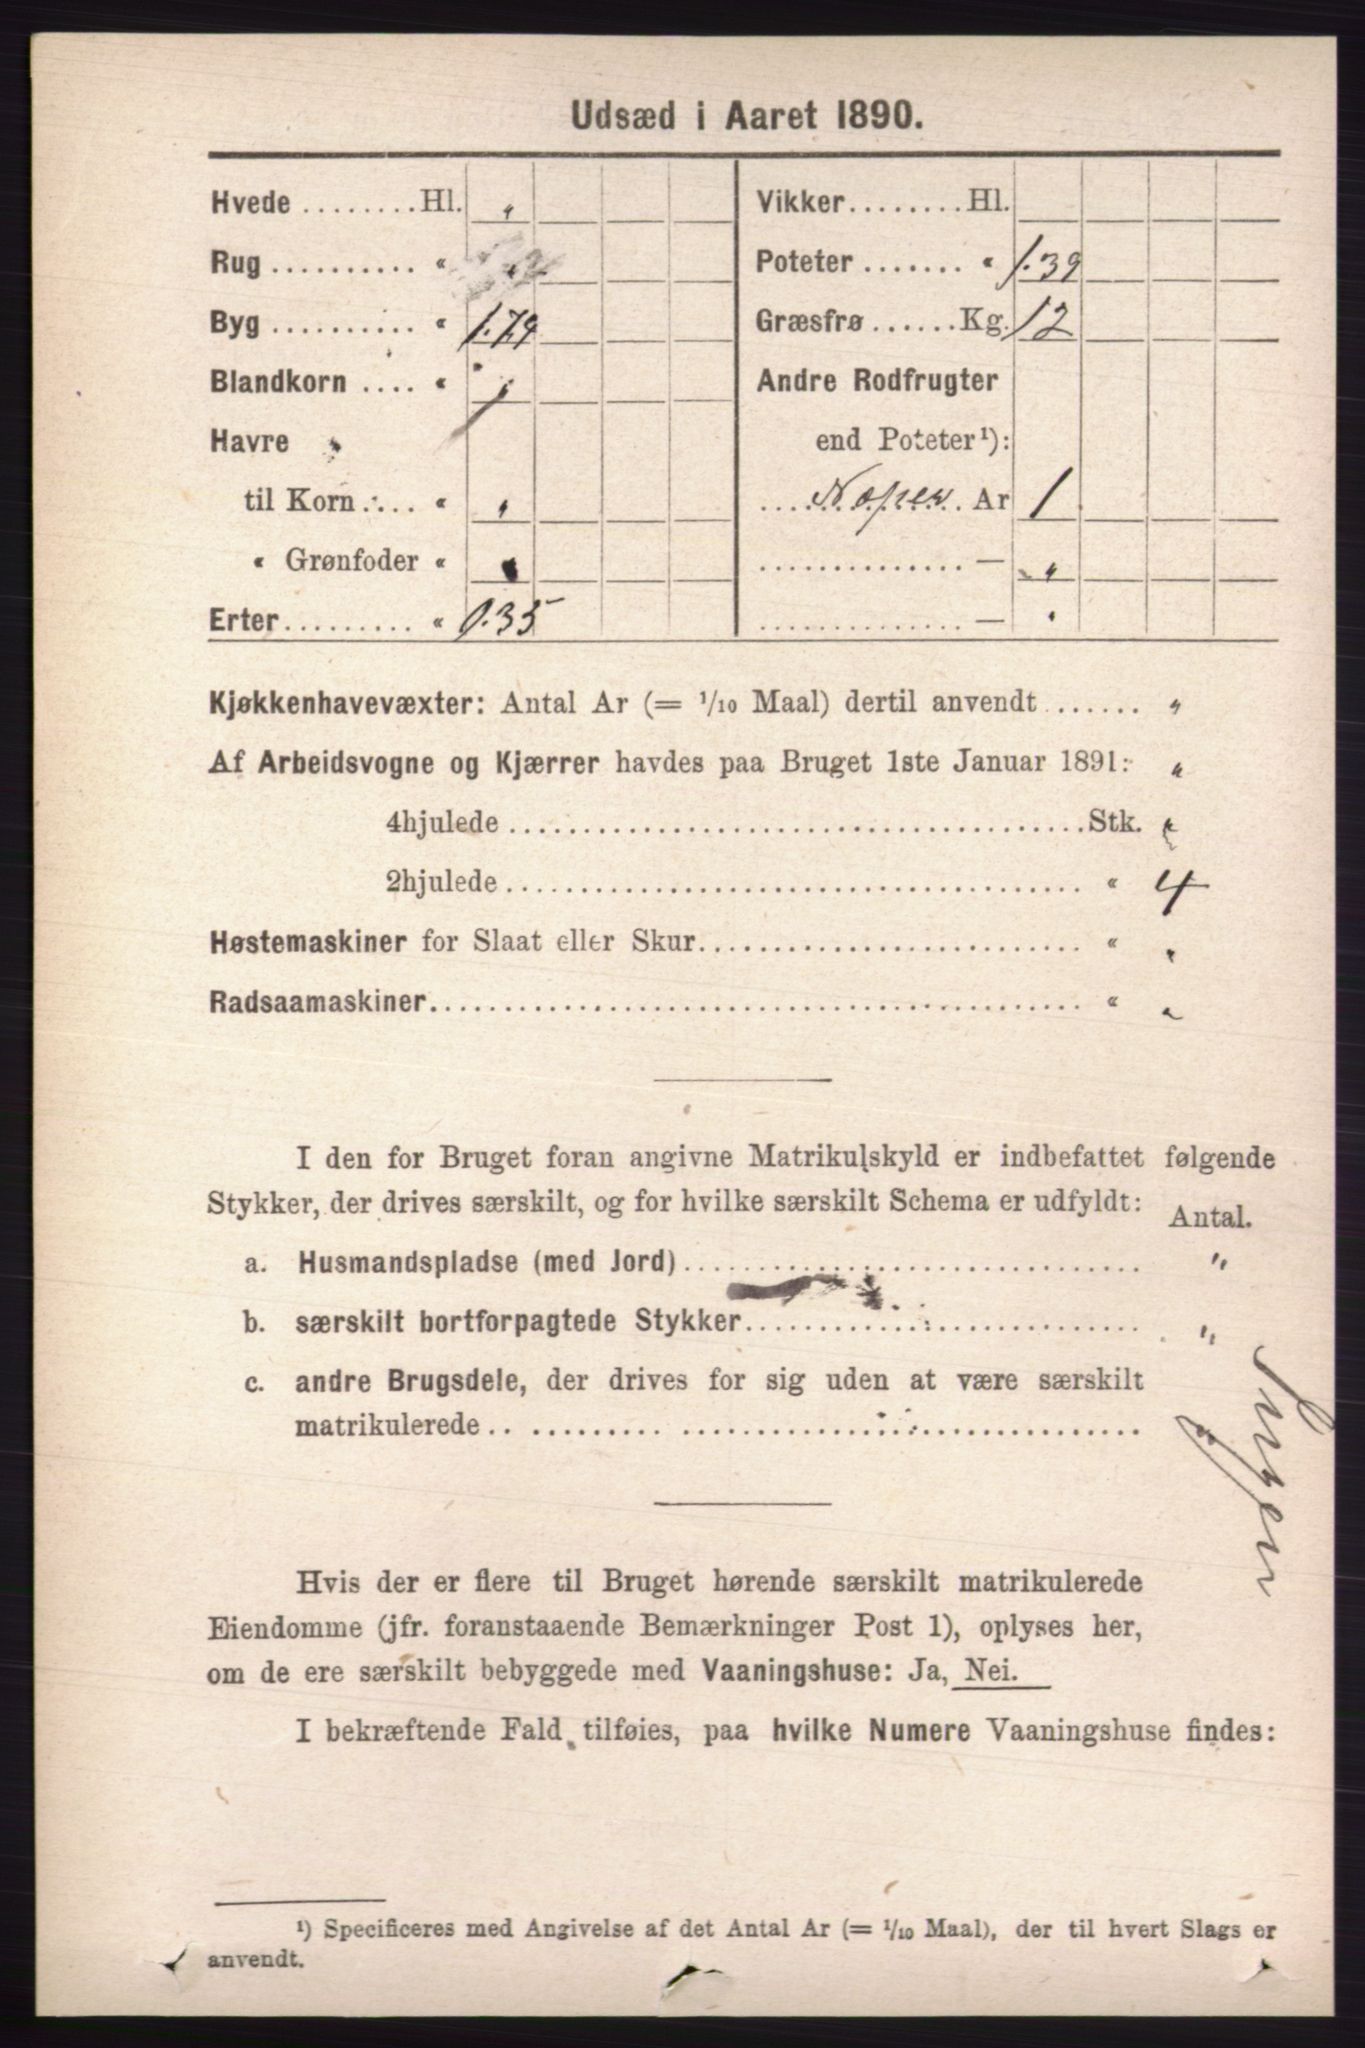 Udsæd i Aaret 1890.
Hvede ........ Hl. "
Rug .......... "
Byg .......... " 1.79
Blandkorn .... " "
Havre
til Korn .... " "
" Grønfoder " "
Erter ......... " 0.35
Vikker ........ Hl.
Poteter ....... " 1.39
Græsfrø ...... Kg. 12
Andre Rodfrugter
end Poteter¹):
.... Næper .. Ar 1
.............. — "
.............. — "
Kjøkkenhavevæxter: Antal Ar (= 1/10 Maal) dertil anvendt ...... "
Af Arbeidsvogne og Kjærrer havdes paa Bruget 1ste Januar 1891: "
4hjulede ........................................ Stk. "
2hjulede ........................................ " 4
Høstemaskiner for Slaat eller Skur.......................... " "
Radsaamaskiner............................................. " "
I den for Bruget foran angivne Matrikulskyld er indbefattet følgende
Stykker, der drives særskilt, og for hvilke særskilt Schema er udfyldt: Antal.
a. Husmandspladse (med Jord)............................... "
b. særskilt bortforpagtede Stykker........................... "
c. andre Brugsdele, der drives for sig uden at være særskilt
matrikulerede .. .......... ...............................
Ingen
Hvis der er flere til Bruget hørende særskilt matrikulerede
Eiendomme (jfr. foranstaaende Bemærkninger Post 1), oplyses her,
om de ere særskilt bebyggede med Vaaningshuse: Ja, Nei.
I bekræftende Fald tilføies, paa hvilke Numere Vaaningshuse findes:
¹) Specificeres med Angivelse af det Antal Ar (= 1/10 Maal), der til hvert Slags er
anvendt.